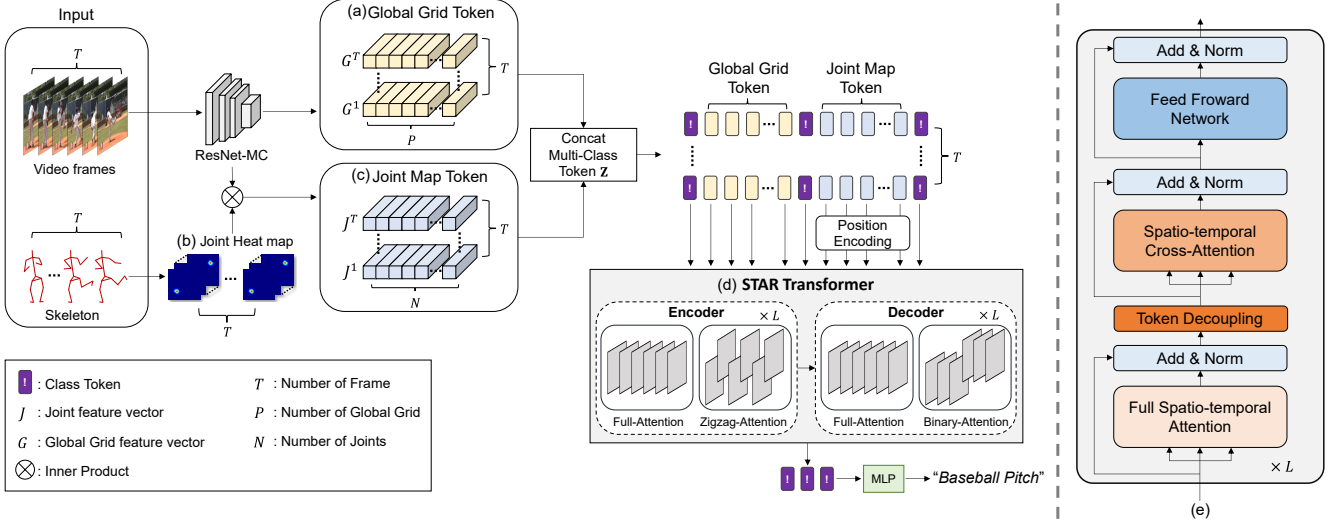 Input
T
Video frames
T
Skeleton
ResNet-MC
(b) Joint Heat map
T
(a) Global Grid Token
G^T
G^1
T
P
(c) Joint Map Token
J^T
J^1
T
N
Concat
Multi-Class
Token Z
Global Grid
Token
Joint Map
Token
! ! !
T
! ! !
Position
Encoding
(d) STAR Transformer
Encoder
× L
Full-Attention
Zigzag-Attention
Decoder
× L
Full-Attention
Binary-Attention
! ! !
MLP
“Baseball Pitch”
! : Class Token
J : Joint feature vector
G : Global Grid feature vector
: Inner Product
T : Number of Frame
P : Number of Global Grid
N : Number of Joints
Add & Norm
Feed Froward
Network
Add & Norm
Spatio-temporal
Cross-Attention
Token Decoupling
Add & Norm
Full Spatio-temporal
Attention
× L
(e)